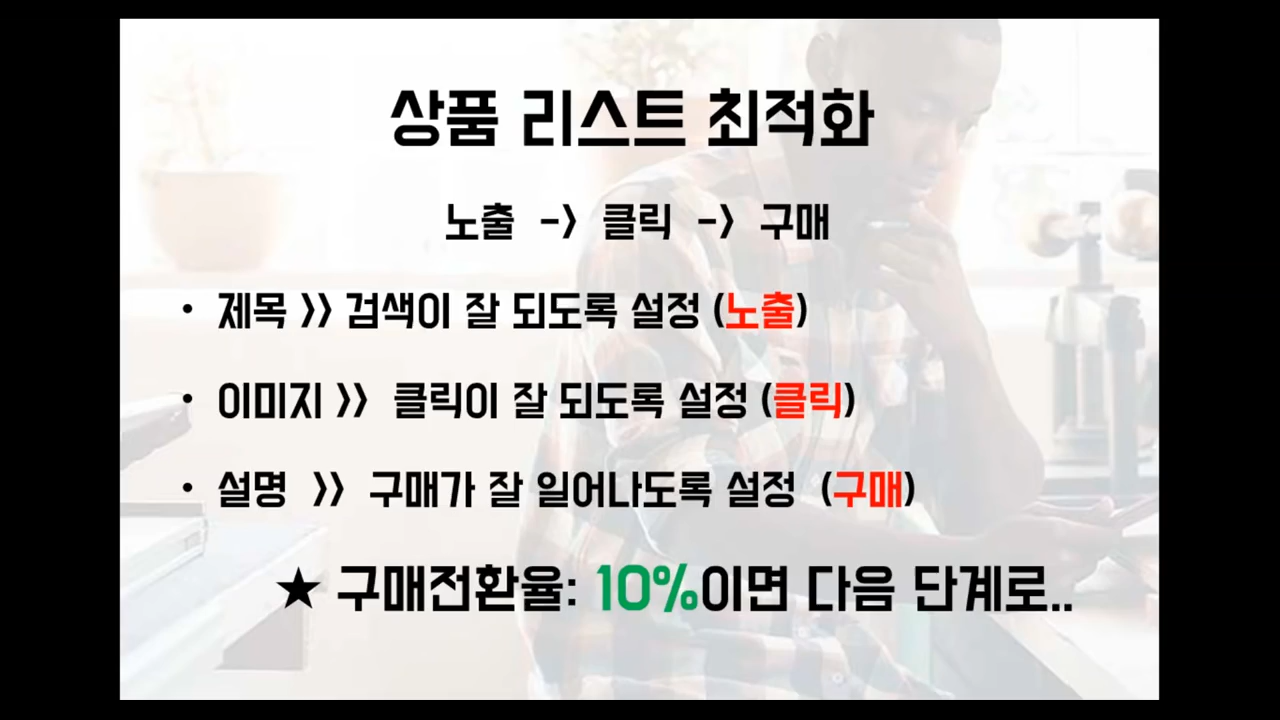 상품 리스트 최적화
노출 -> 클릭 -> 구매
• 제목 >> 검색이 잘 되도록 설정 (노출)
• 이미지 >> 클릭이 잘 되도록 설정 (클릭)
• 설명 >> 구매가 잘 일어나도록 설정 (구매)
★ 구매전환율: 10%이면 다음 단계로..